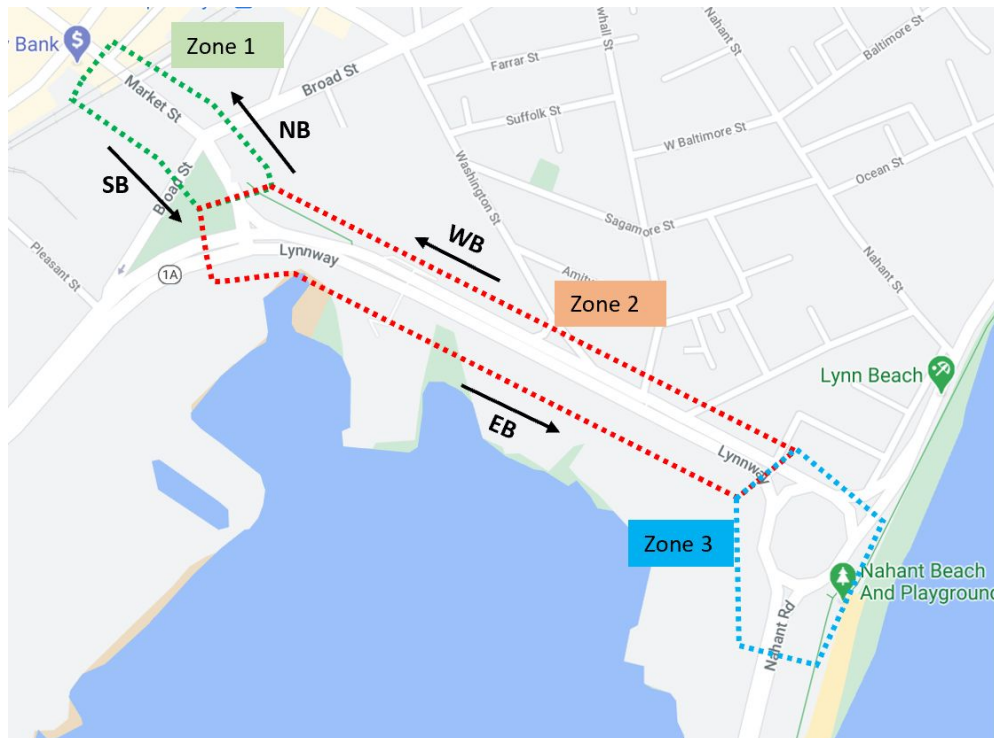 Bank
$
Zone 1
Market St
Broad St
NB
SB
Broad St
Farrar St
Suffolk St
Nahant St
Baltimore St
W Baltimore St
Ocean St
Washington St
Sagamore St
Pleasant St
1A
Lynnway
WB
Zone 2
Nahant St
Lynn Beach
EB
Lynnway
Zone 3
Nahant Beach
And Playground
Nahant Rd